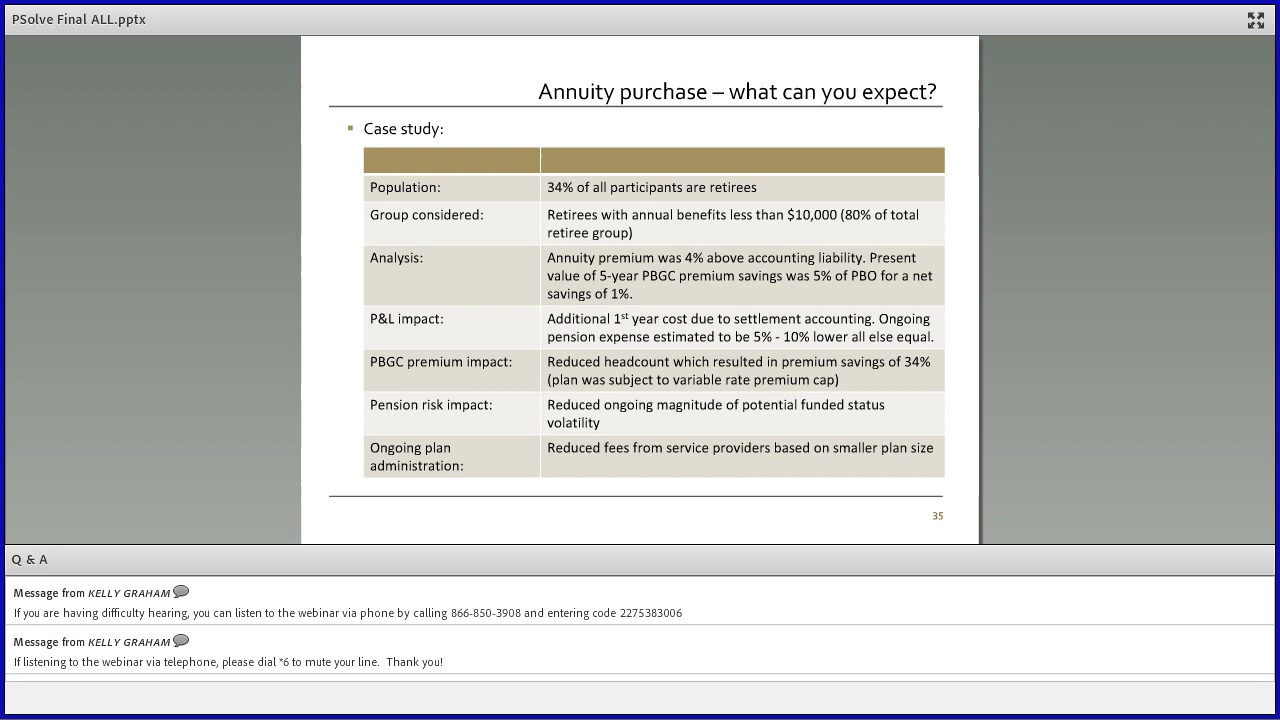 PSolve Final ALL.pptx
Annuity purchase – what can you expect?
Case study:
Population:
34% of all participants are retirees
Group considered:
Retirees with annual benefits less than $10,000 (80% of total
retiree group)
Analysis:
Annuity premium was 4% above accounting liability. Present
value of 5-year PBGC premium savings was 5% of PBO for a net
savings of 1%.
P&L impact:
Additional 1st year cost due to settlement accounting. Ongoing
pension expense estimated to be 5% - 10% lower all else equal.
PBGC premium impact:
Reduced headcount which resulted in premium savings of 34%
(plan was subject to variable rate premium cap)
Pension risk impact:
Reduced ongoing magnitude of potential funded status
volatility
Ongoing plan
administration:
Reduced fees from service providers based on smaller plan size
35
Q & A
Message from KELLY GRAHAM
If you are having difficulty hearing, you can listen to the webinar via phone by calling 866-850-3908 and entering code 2275383006
Message from KELLY GRAHAM
If listening to the webinar via telephone, please dial *6 to mute your line.  Thank you!